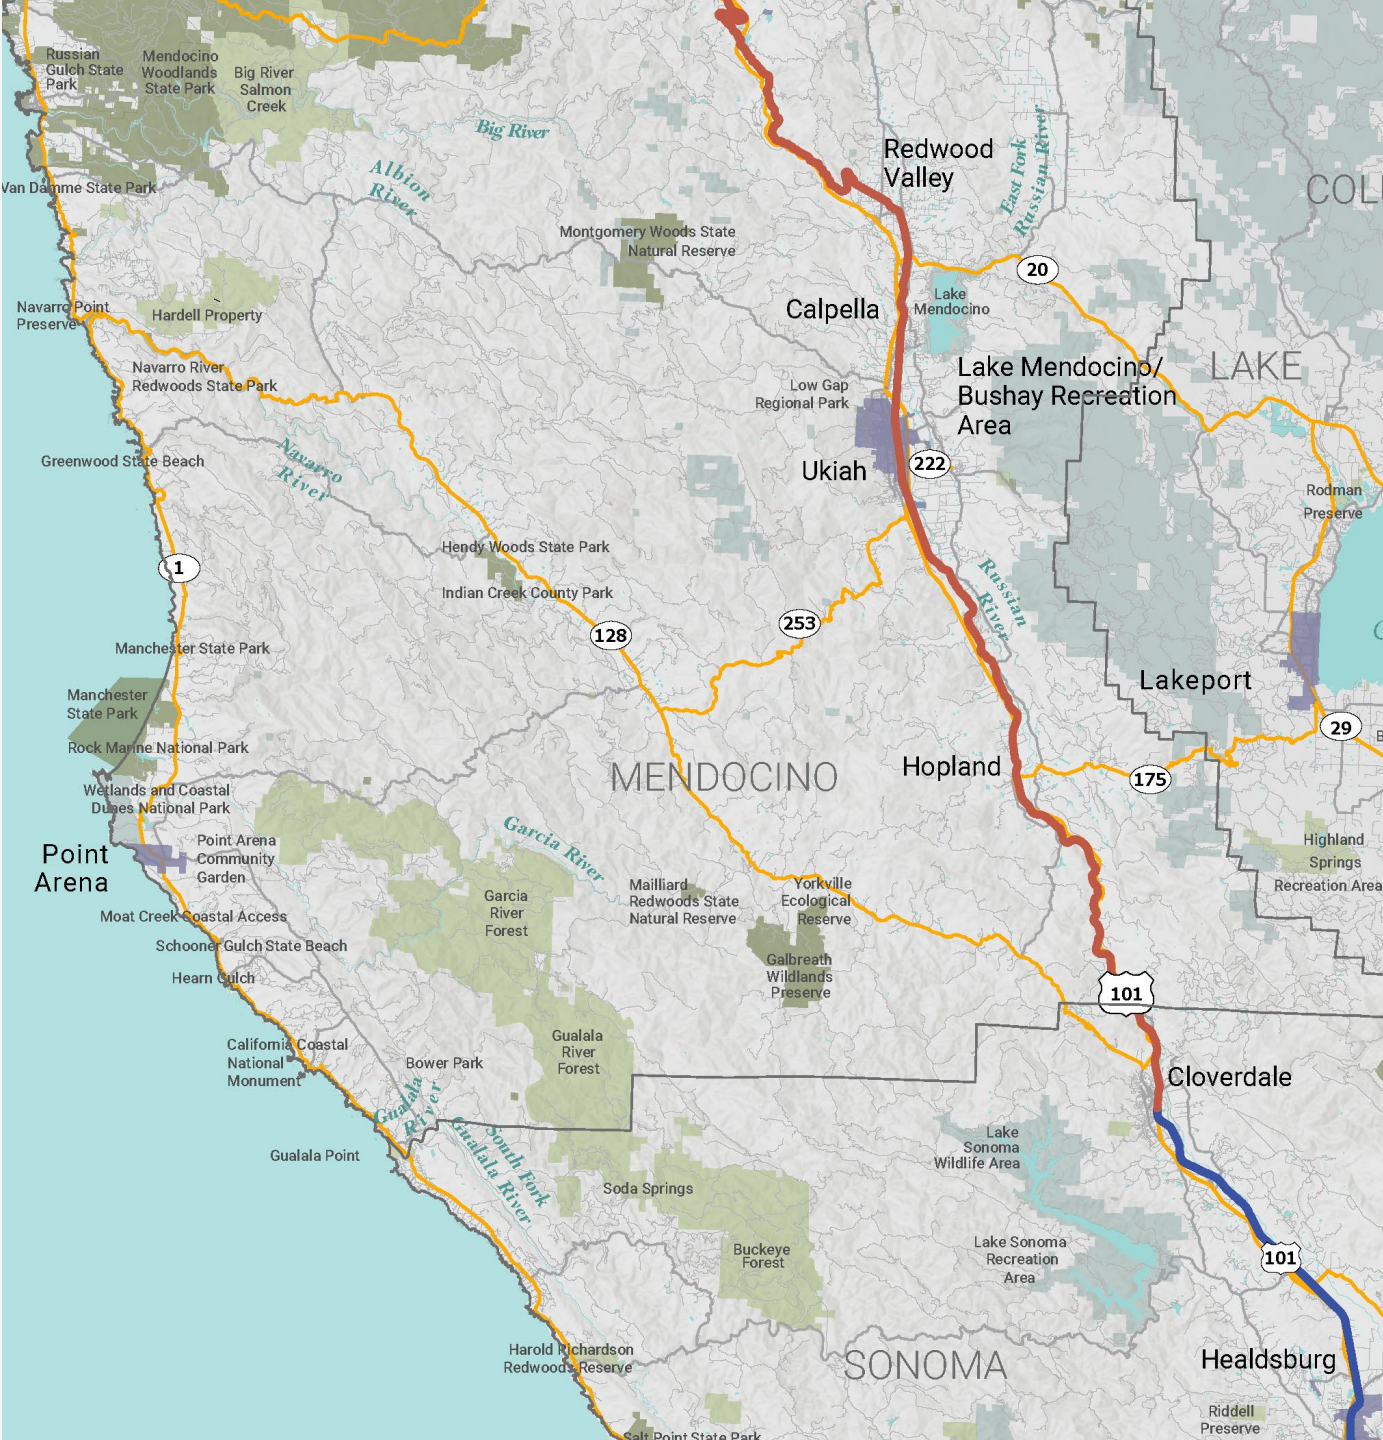 Russian
Gulch State
Park
Mendocino
Woodlands
State Park
Big River
Salmon
Creek
Big River
Albion
River
Redwood
Valley
East Fork
Russian River
Van Damme State Park
Montgomery Woods State
Natural Reserve
20
Navarro Point
Preserve
Hardell Property
Calpella
Lake
Mendocino
LAKE
Navarro River
Redwoods State Park
Low Gap
Regional Park
Lake Mendocino/
Bushay Recreation
Area
Greenwood State Beach
Navarro
River
Ukiah
222
Rodman
Preserve
Hendy Woods State Park
1
Indian Creek County Park
Russian
River
128
253
Manchester State Park
Manchester
State Park
Lakeport
29
Rock Marine National Park
MENDOCINO
Hopland
175
Wetlands and Coastal
Dunes National Park
Point
Arena
Point Arena
Community
Garden
Garcia River
Highland
Springs
Recreation Area
Garcia
River
Forest
Mailliard
Redwoods State
Natural Reserve
Yorkville
Ecological
Reserve
Moat Creek Coastal Access
Schooner Gulch State Beach
Hearn Gulch
Galbreath
Wildlands
Preserve
101
California Coastal
National
Monument
Bower Park
Gualala
River
Forest
Cloverdale
Gualala
River
South Fork
Gualala River
Gualala Point
Lake
Sonoma
Wildlife Area
Soda Springs
Buckeye
Forest
Lake Sonoma
Recreation
Area
101
Harold Richardson
Redwoods Reserve
SONOMA
Healdsburg
Riddell
Preserve
Salt Point State Park